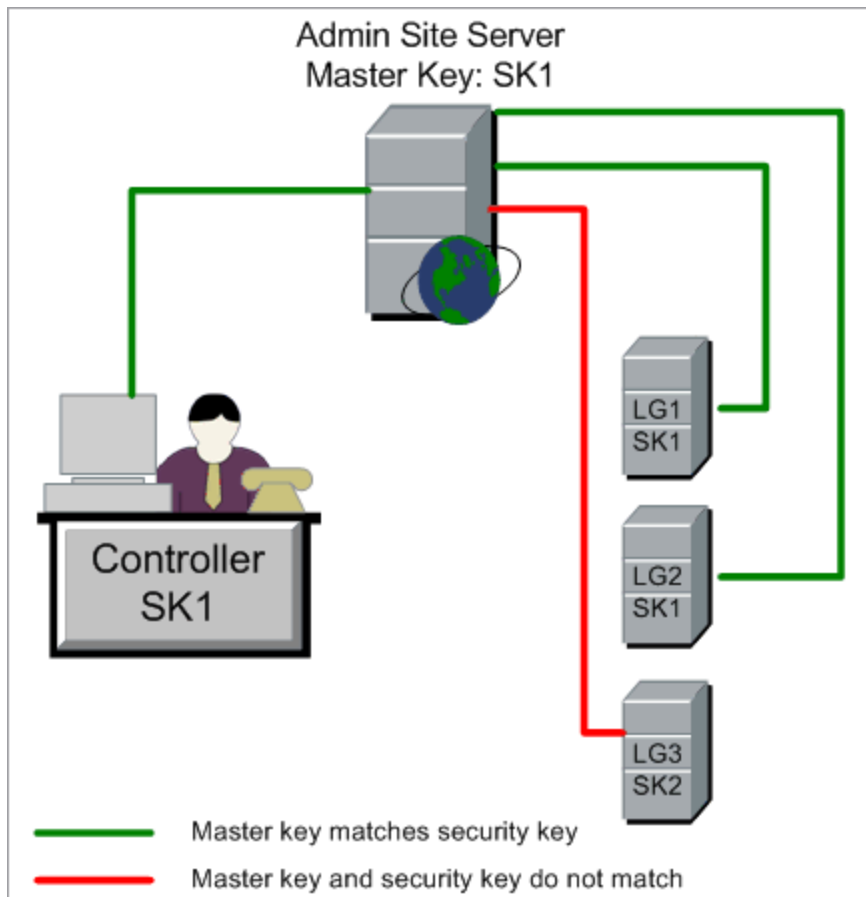 Admin Site Server
Master Key: SK1
LG1
SK1
LG2
SK1
Controller
SK1
LG3
SK2
Master key matches security key
Master key and security key do not match